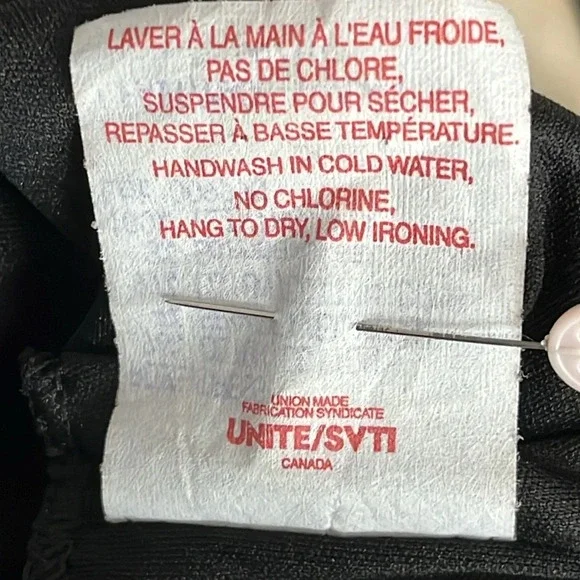 LAVER À LA MAIN À L'EAU FROIDE,
PAS DE CHLORE,
SUSPENDRE POUR SÉCHER,
REPASSER À BASSE TEMPÉRATURE.
HANDWASH IN COLD WATER,
NO CHLORINE,
HANG TO DRY, LOW IRONING.
UNION MADE
FABRICATION SYNDICATE
UNITE/SVTI
CANADA